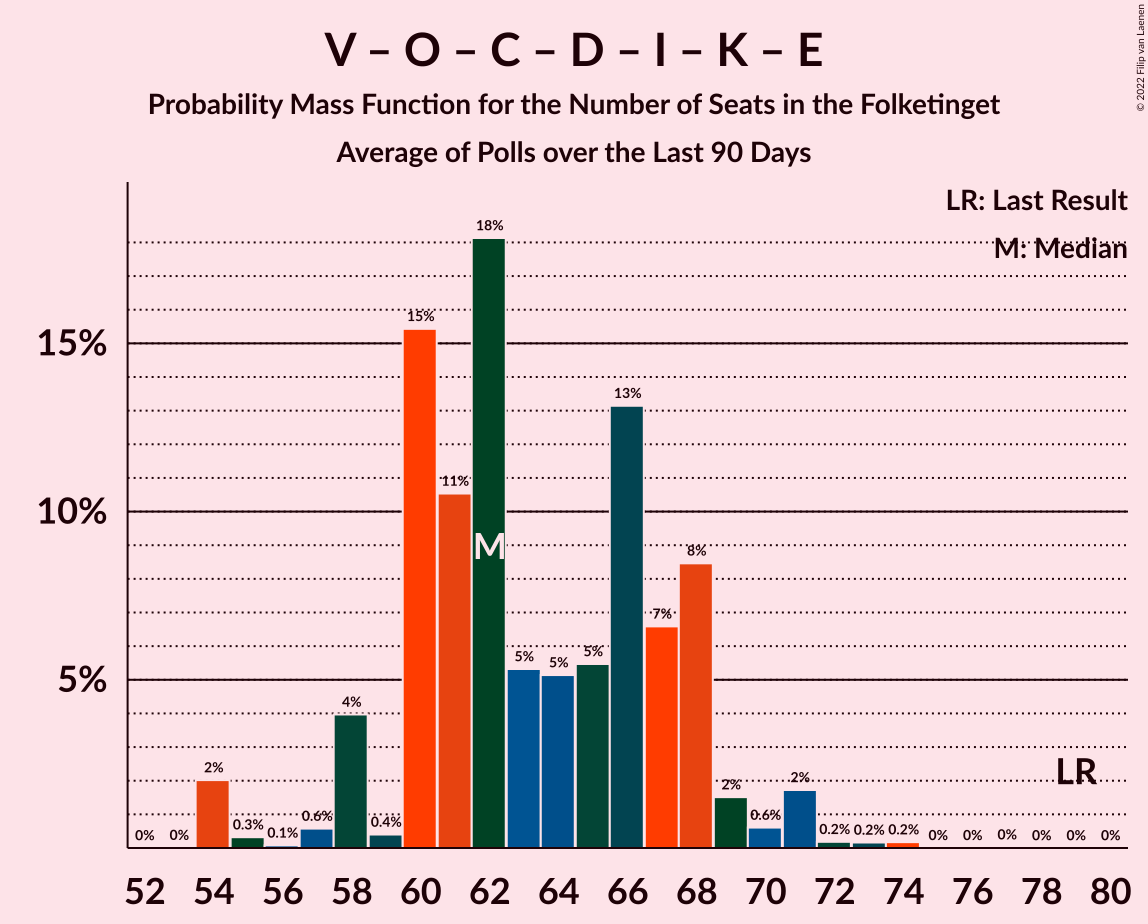 V – O – C – D – I – K – E
Probability Mass Function for the Number of Seats in the Folketinget
Average of Polls over the Last 90 Days
© 2022 Filip van Laenen
LR: Last Result
M: Median
15%
10%
5%
0% 0% 2% 0.3% 0.1% 0.6% 4% 0.4% 15% 11% 18% 5% 5% 5% 13% 7% 8% 2% 0.6% 2% 0.2% 0.2% 0.2% 0% 0% 0% 0% 0% 0%
M
LR
52 54 56 58 60 62 64 66 68 70 72 74 76 78 80